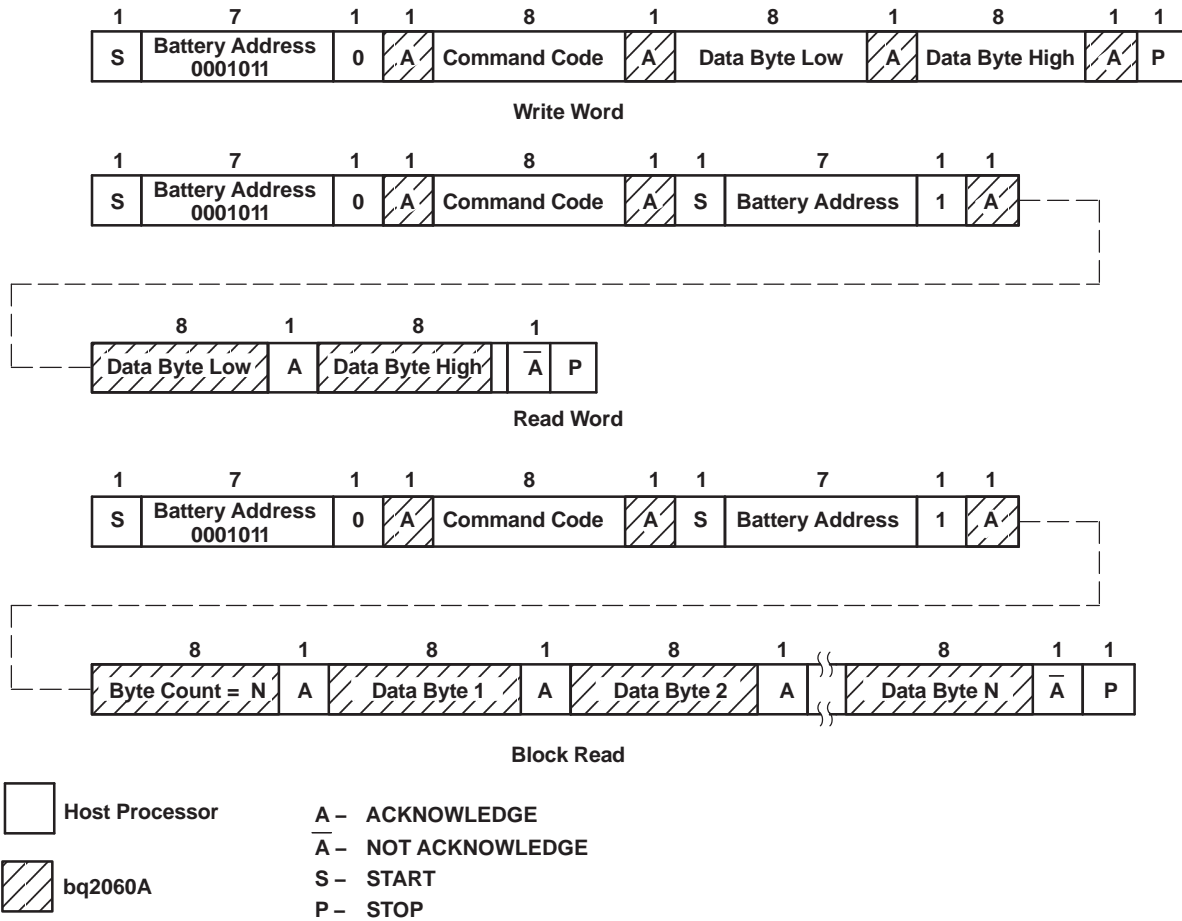 1 7 1 1 8 1 8 1 8 1 1
S Battery Address 0 A Command Code A Data Byte Low A Data Byte High A P
0001011
Write Word
1 7 1 1 8 1 1 7 1 1
S Battery Address 0 A Command Code A S Battery Address 1 A
0001011
8 1 8 1
Data Byte Low A Data Byte High A̅ P
Read Word
1 7 1 1 8 1 1 7 1 1
S Battery Address 0 A Command Code A S Battery Address 1 A
0001011
8 1 8 1 8 1 8 1 1
Byte Count = N A Data Byte 1 A Data Byte 2 A Data Byte N A̅ P
Block Read
Host Processor
A – ACKNOWLEDGE
A̅ – NOT ACKNOWLEDGE
bq2060A
S – START
P – STOP